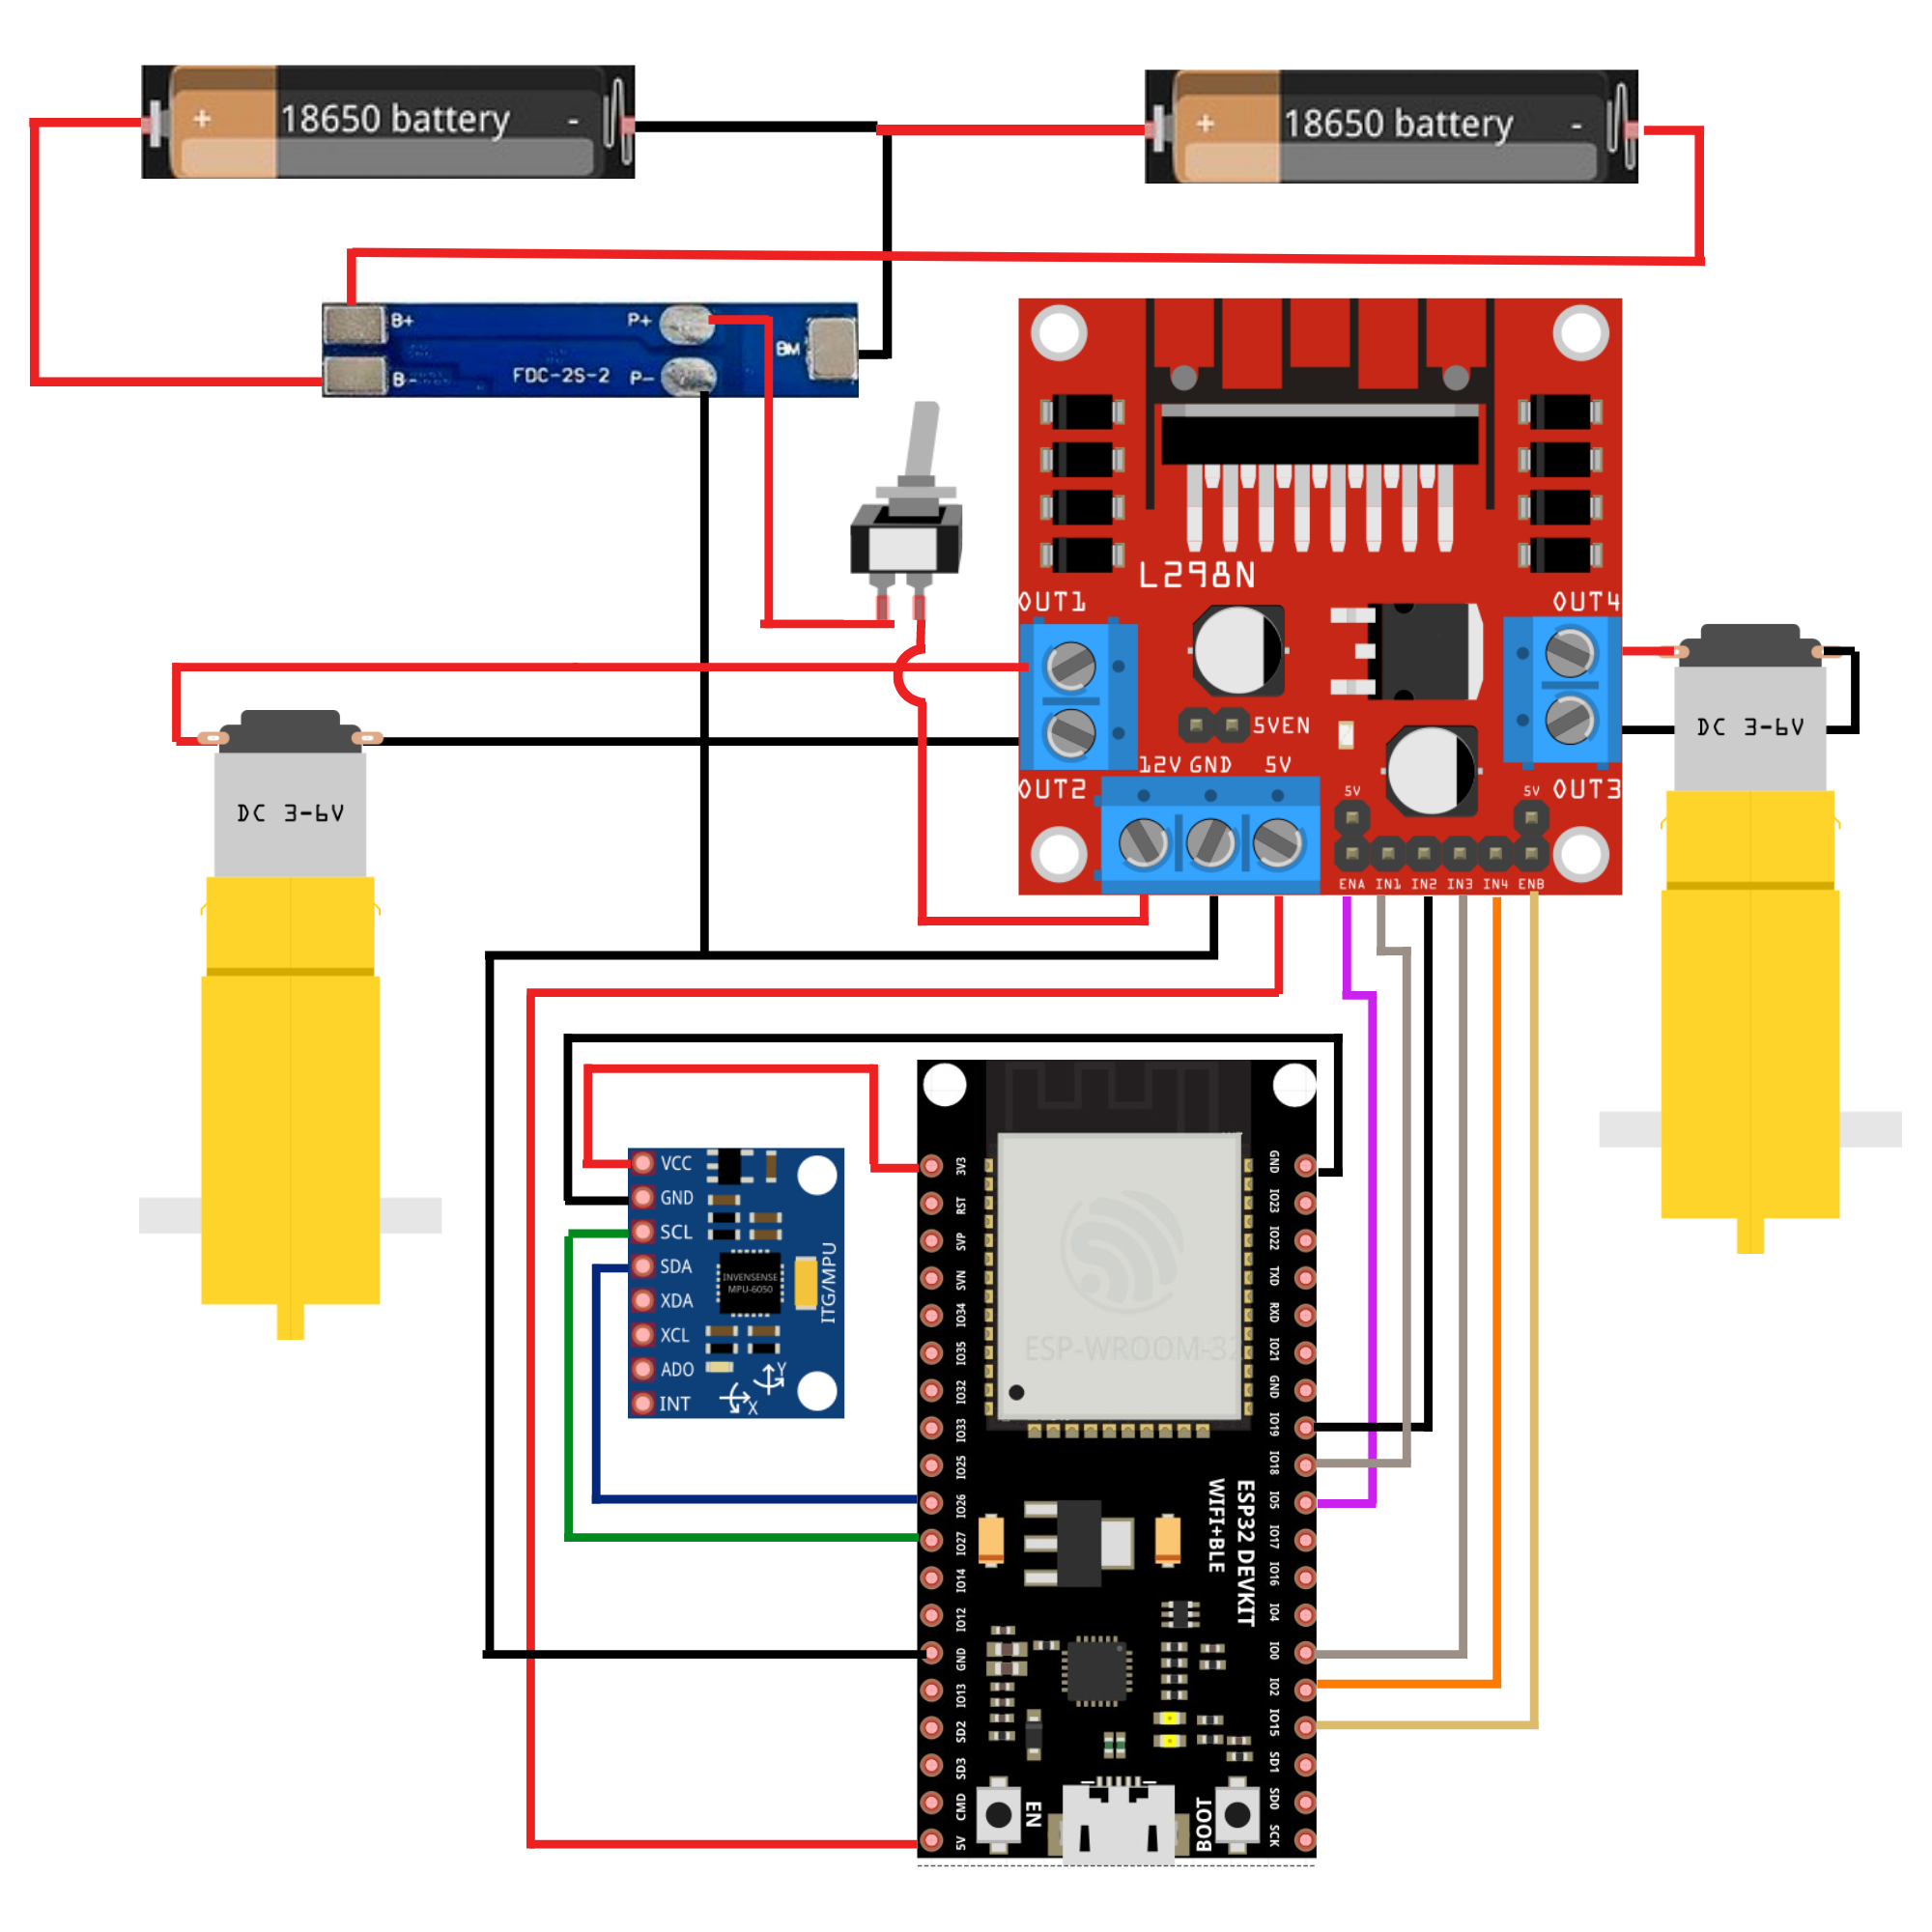 + 18650 battery -
+ 18650 battery -
B+
P+
BM
B-
FDC-2S-2
P-
L298N
OUT1
OUT4
5VEN
12V GND 5V
OUT2
OUT3
5V
5V
ENA IN1 IN2 IN3 IN4 ENB
DC 3-6V
DC 3-6V
VCC
GND
SCL
SDA
XDA
XCL
ADO
INT
INVENSENSE
MPU-6050
ITG/MPU
Y
X
3V3
RST
SVP
SVN
IO34
IO35
IO32
IO33
IO25
IO26
IO27
IO14
IO12
GND
IO13
SD2
SD3
CMD
5V
GND
IO23
IO22
TXD
RXD
IO21
GND
IO19
IO18
IO5
IO17
IO16
IO4
IO0
IO2
IO15
SD1
SD0
SCK
ESP-WROOM-32
ESP32 DEVKIT
WIFI+BLE
EN
BOOT